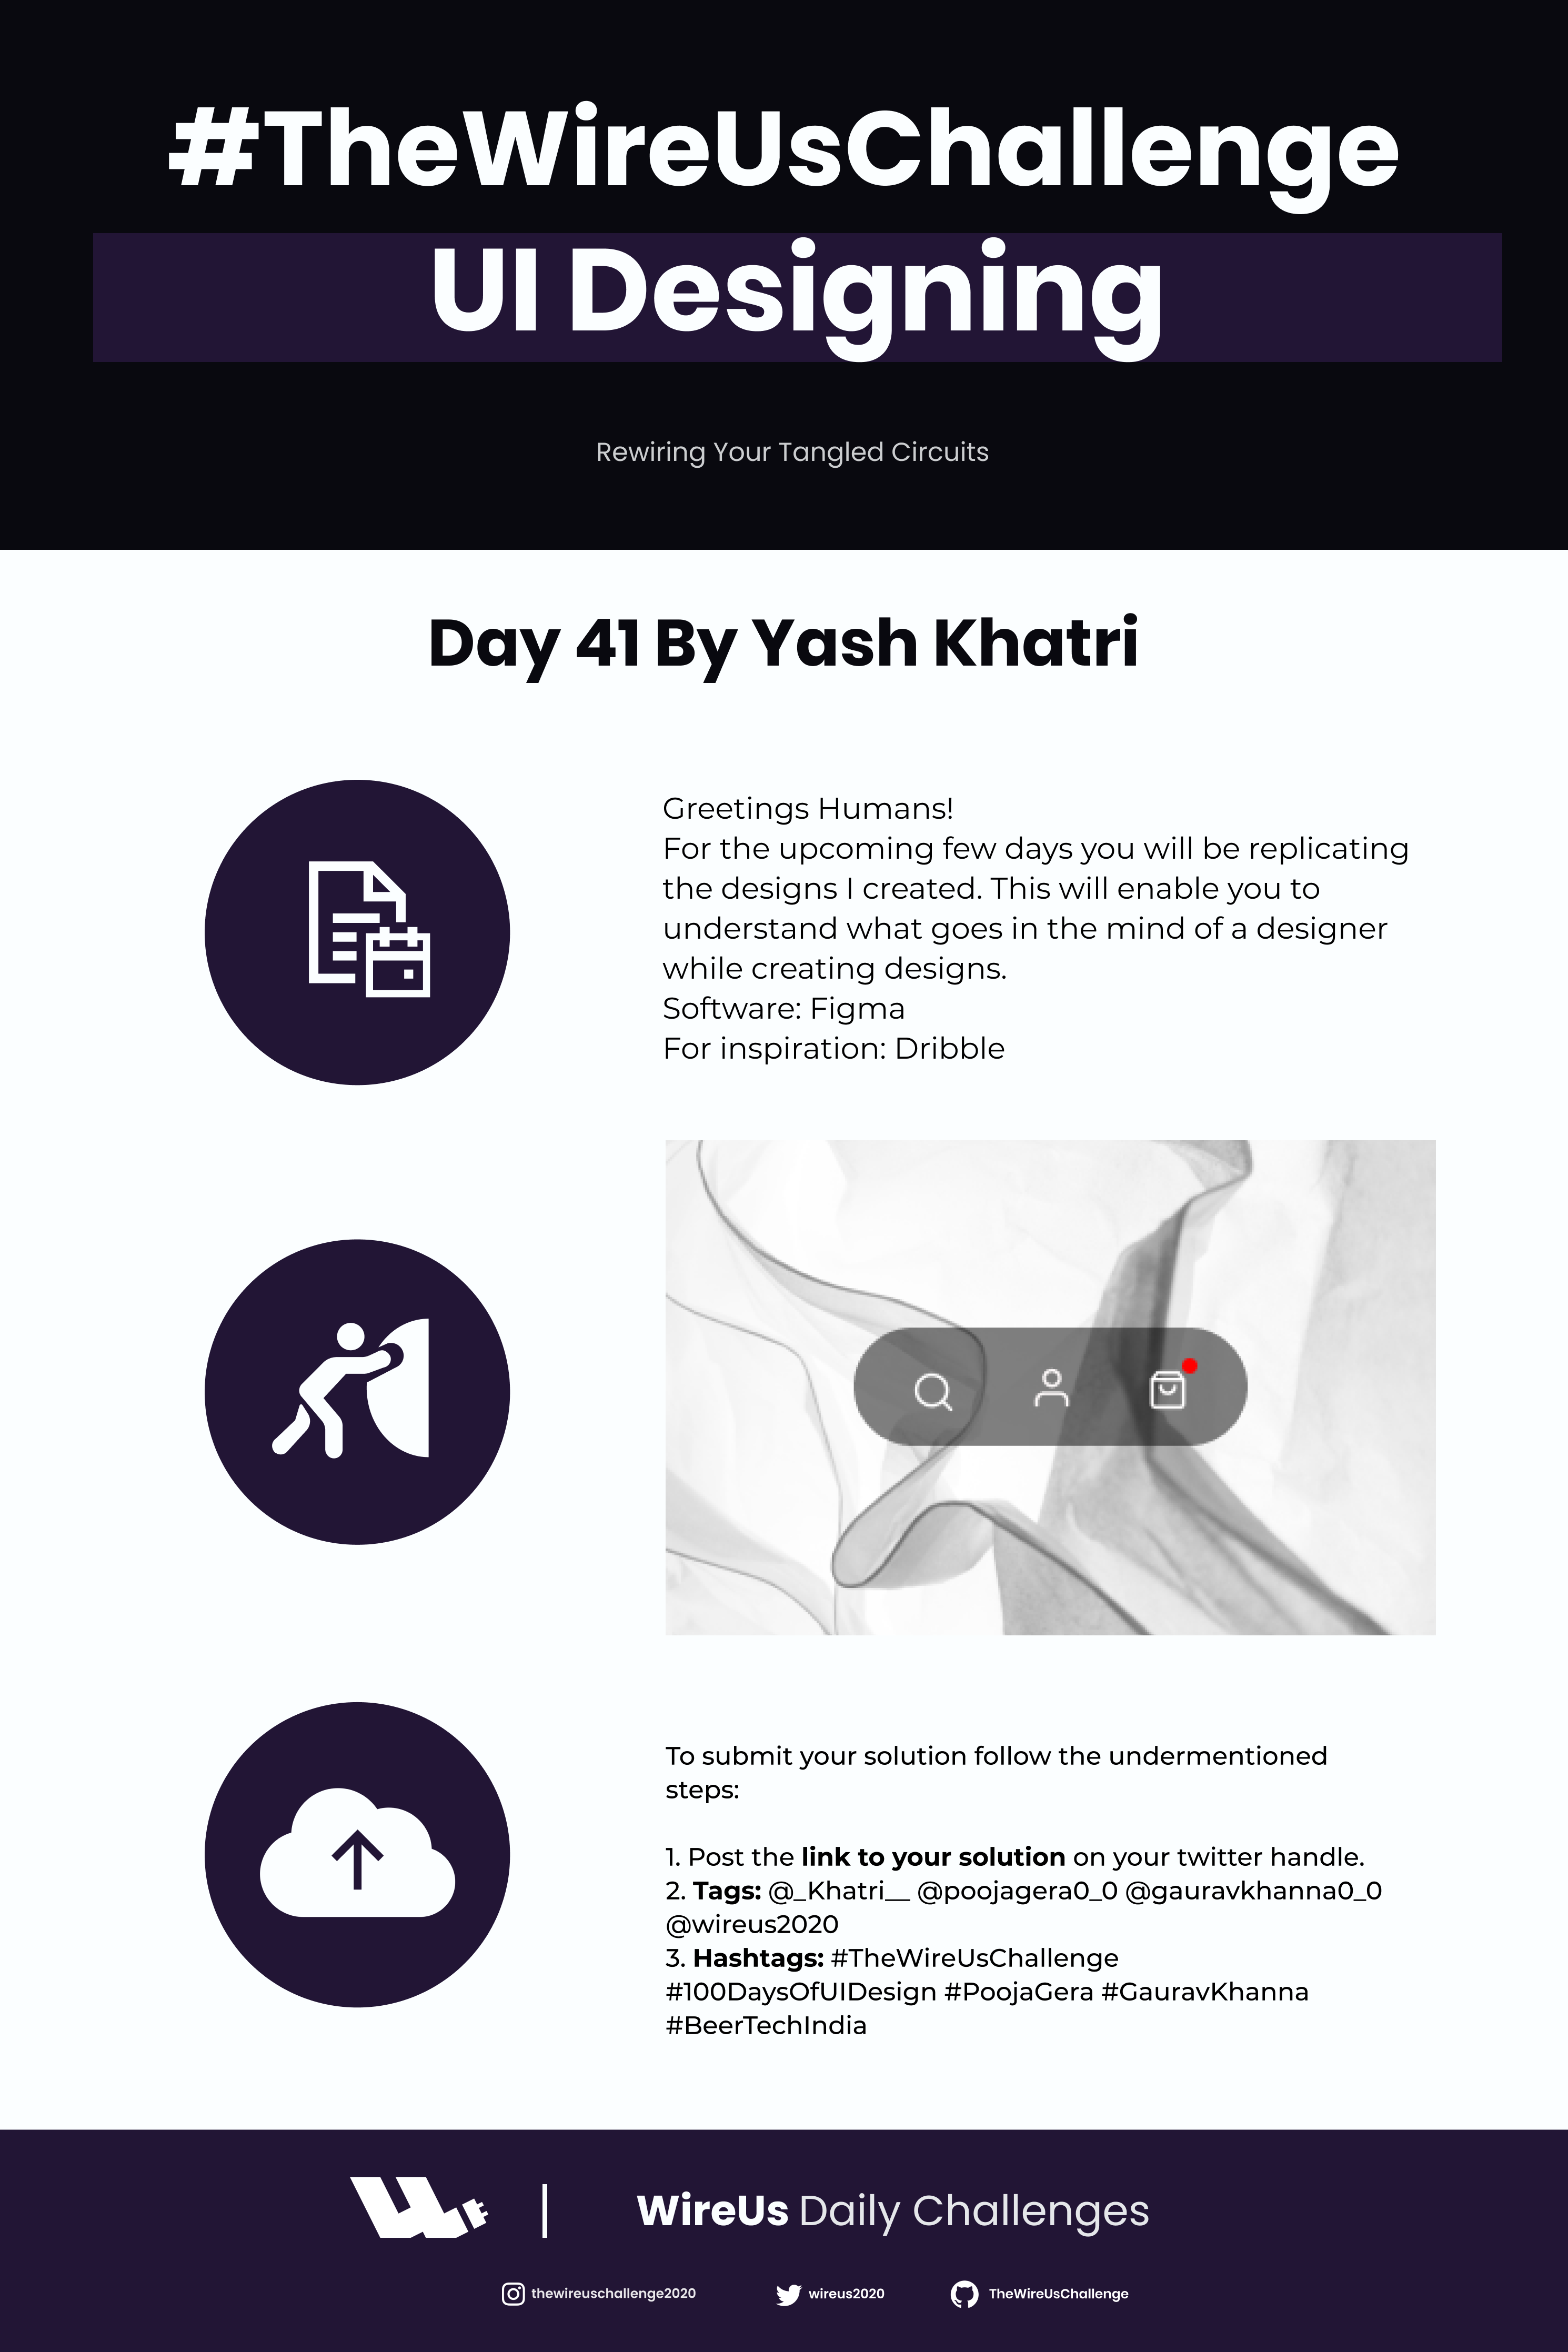 #TheWireUsChallenge
UI Designing
Rewiring Your Tangled Circuits
Day 41 By Yash Khatri
Greetings Humans!
For the upcoming few days you will be replicating
the designs I created. This will enable you to
understand what goes in the mind of a designer
while creating designs.
Software: Figma
For inspiration: Dribble
To submit your solution follow the undermentioned
steps:
1. Post the link to your solution on your twitter handle.
2. Tags: @_Khatri__ @poojagera0_0 @gauravkhanna0_0
@wireus2020
3. Hashtags: #TheWireUsChallenge
#100DaysOfUIDesign #PoojaGera #GauravKhanna
#BeerTechIndia
WireUs Daily Challenges
thewireuschallenge2020 wireus2020 TheWireUsChallenge